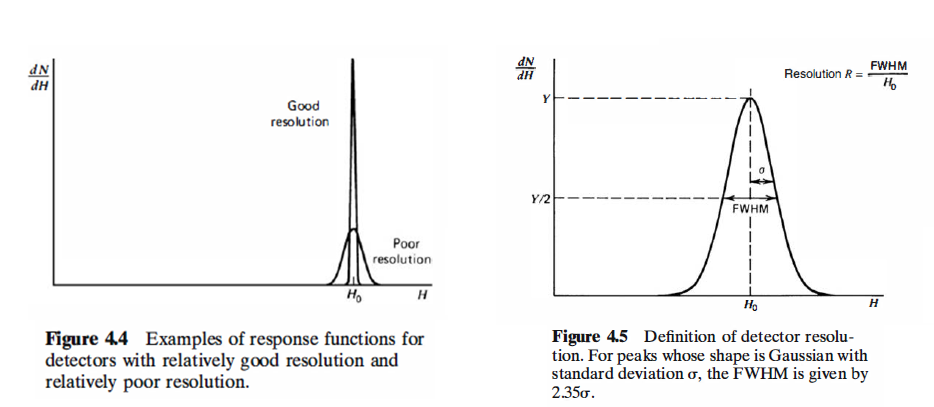 dN
dH
Good
resolution
Poor
resolution
H₀
H
Figure 4.4 Examples of response functions for
detectors with relatively good resolution and
relatively poor resolution.
dN
dH
Resolution R = FWHM
H₀
Y
σ
Y/2
FWHM
H₀
H
Figure 4.5 Definition of detector resolu-
tion. For peaks whose shape is Gaussian with
standard deviation σ, the FWHM is given by
2.35σ.